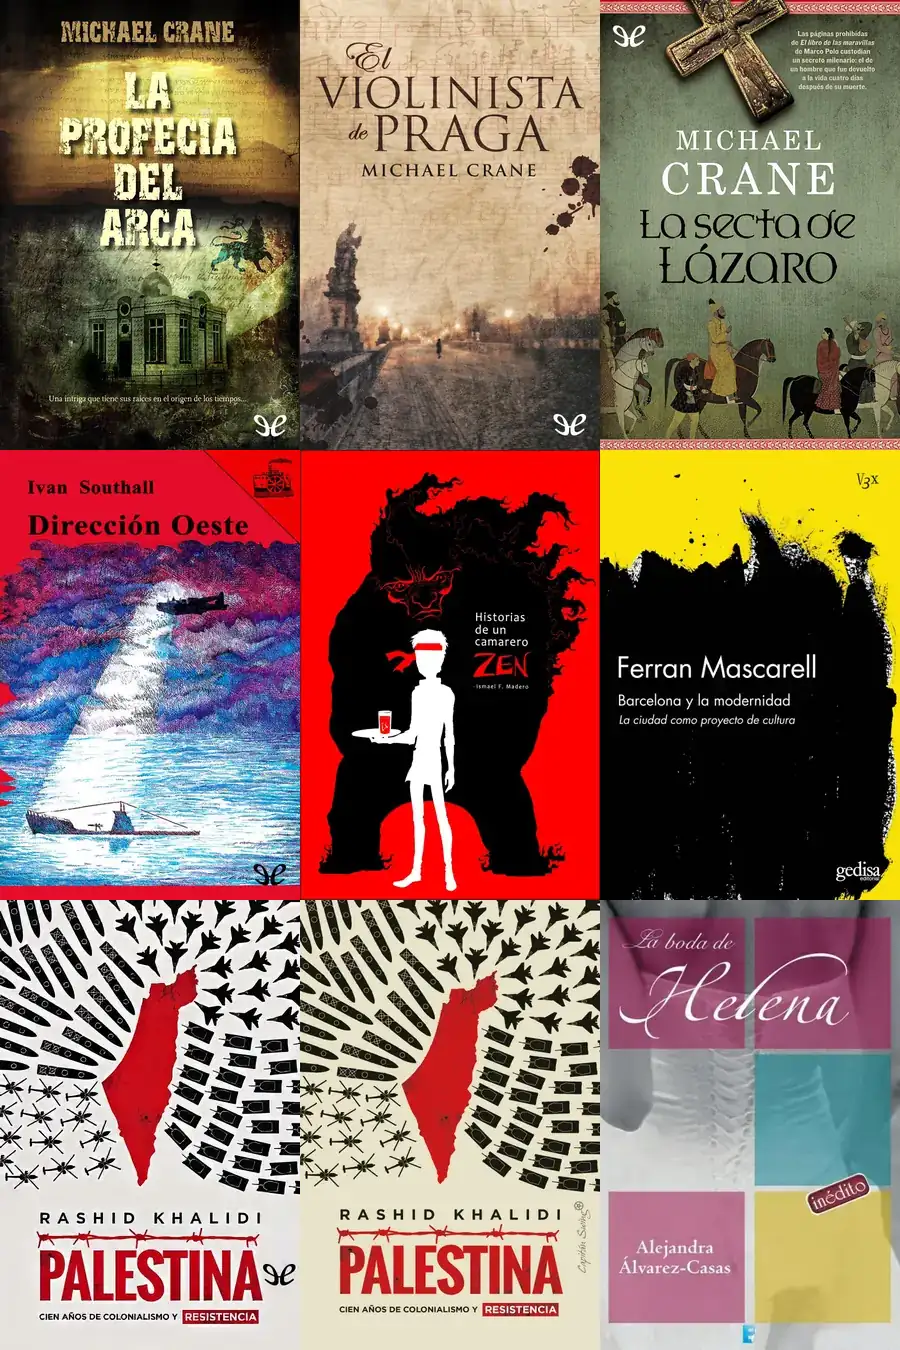 MICHAEL CRANE
LA
PROFECIA
DEL
ARCA
Una intriga que tiene sus raíces en el origen de los tiempos...
El
VIOLINISTA
de PRAGA
MICHAEL CRANE
Las páginas prohibidas
de El libro de las maravillas
de Marco Polo custodian
un secreto milenario: el de
un hombre que fue devuelto
a la vida cuatro días
después de su muerte.
MICHAEL
CRANE
La secta de
Lázaro
Ivan Southall
Dirección Oeste
Historias
de un
camarero
ZEN
-Ismael F. Madero
V3x
Ferran Mascarell
Barcelona y la modernidad
La ciudad como proyecto de cultura
gedisa
editorial
RASHID KHALIDI
PALESTINA
CIEN AÑOS DE COLONIALISMO Y RESISTENCIA
RASHID KHALIDI
PALESTINA
CIEN AÑOS DE COLONIALISMO Y RESISTENCIA
Capitán Swing
La boda de
Helena
inédito
Alejandra
Álvarez-Casas